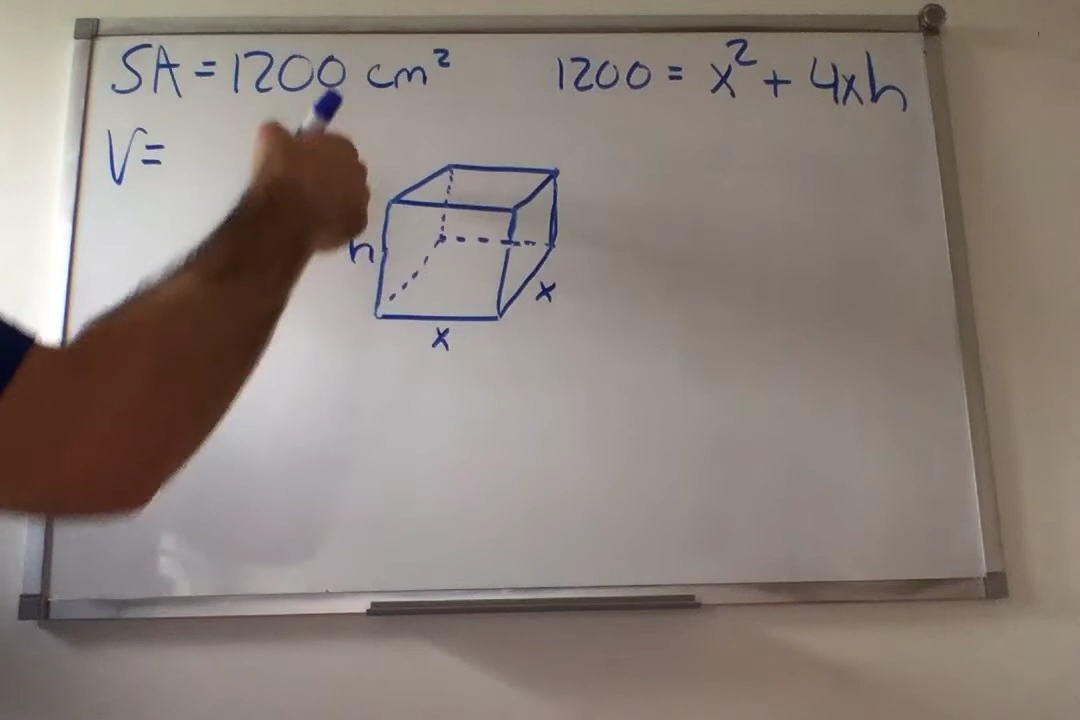 SA = 1200 cm²
1200 = x² + 4xh
V =
h
x
x